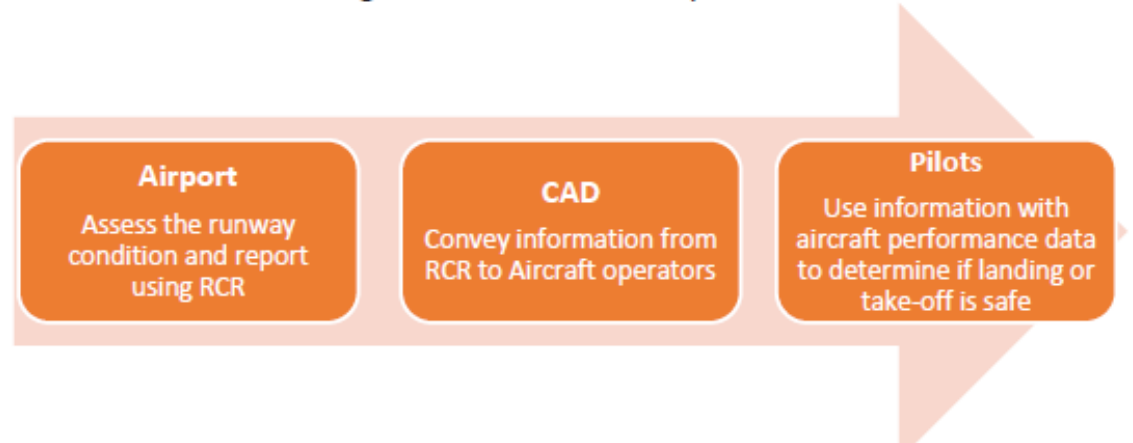 Airport
Assess the runway
condition and report
using RCR
CAD
Convey information from
RCR to Aircraft operators
Pilots
Use information with
aircraft performance data
to determine if landing or
take-off is safe